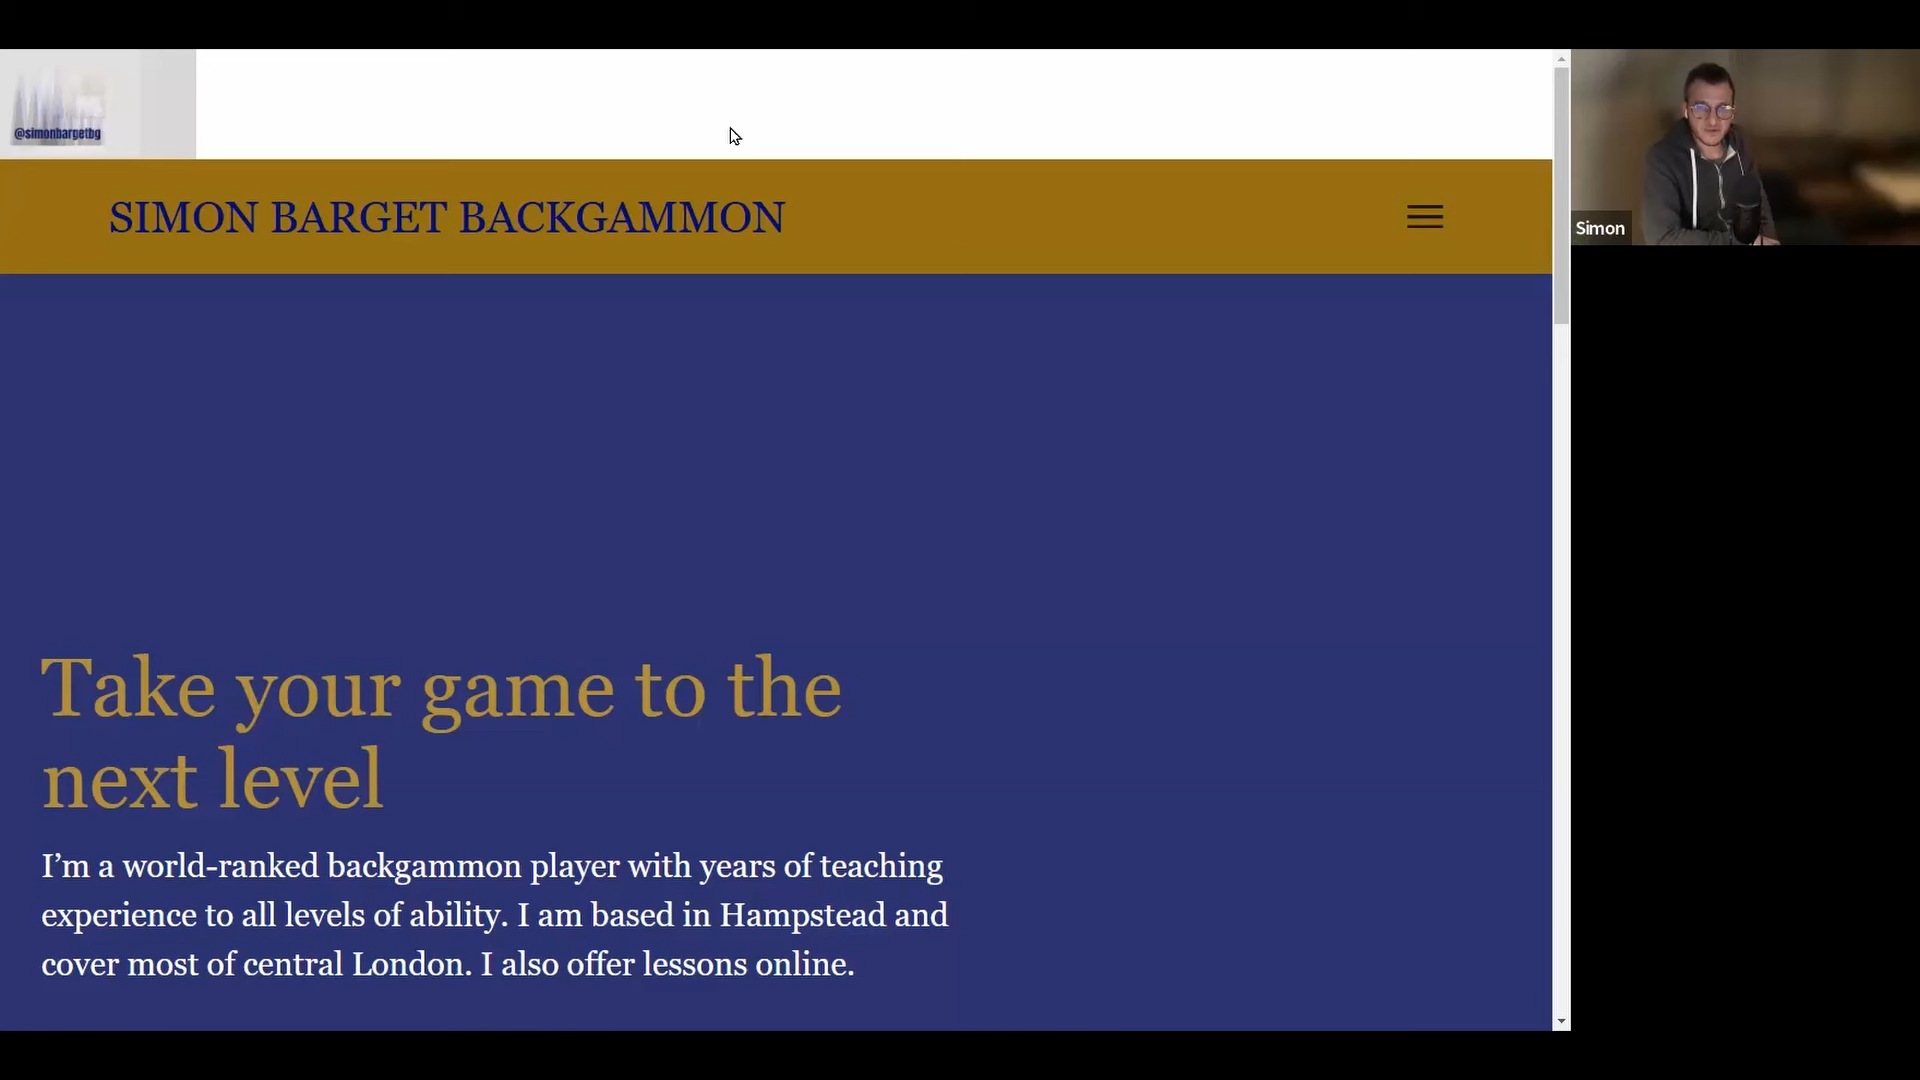 @simonbargetbg
SIMON BARGET BACKGAMMON
Simon
Take your game to the
next level
I’m a world-ranked backgammon player with years of teaching
experience to all levels of ability. I am based in Hampstead and
cover most of central London. I also offer lessons online.